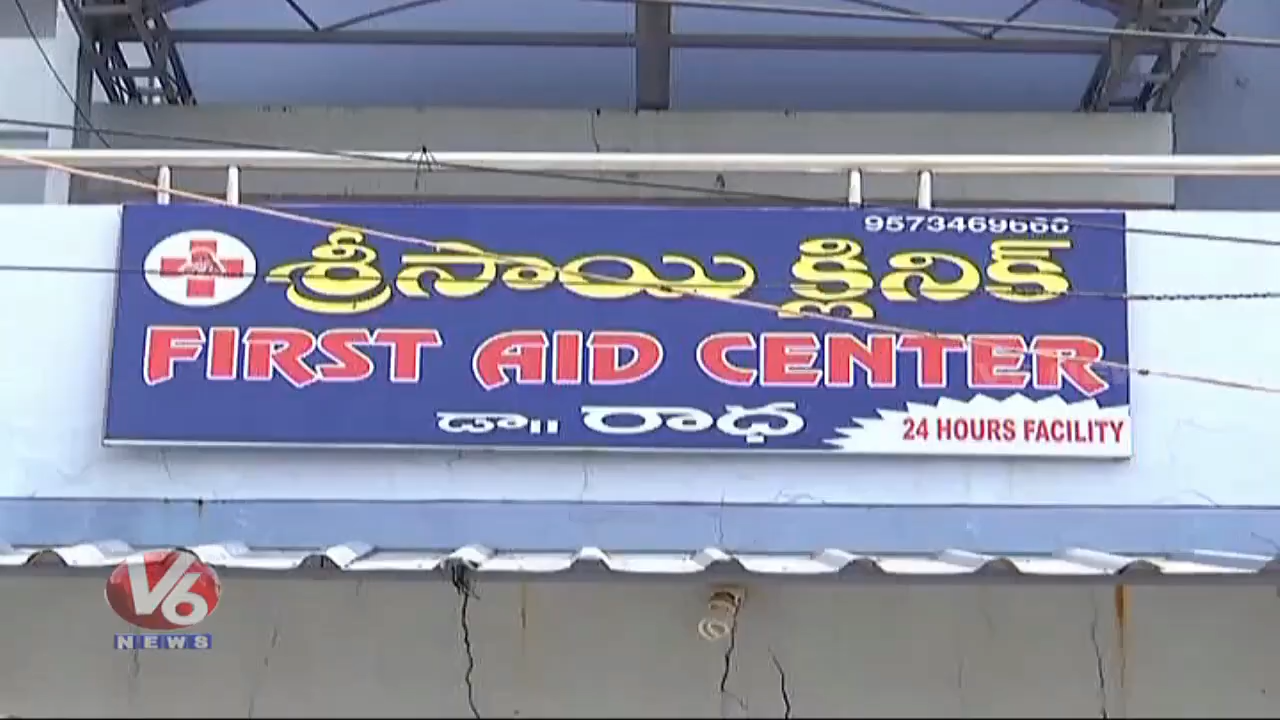 9573469660
శ్రీసాయి క్లినిక్
FIRST AID CENTER
డా॥ రాధ
24 HOURS FACILITY
V6
NEWS